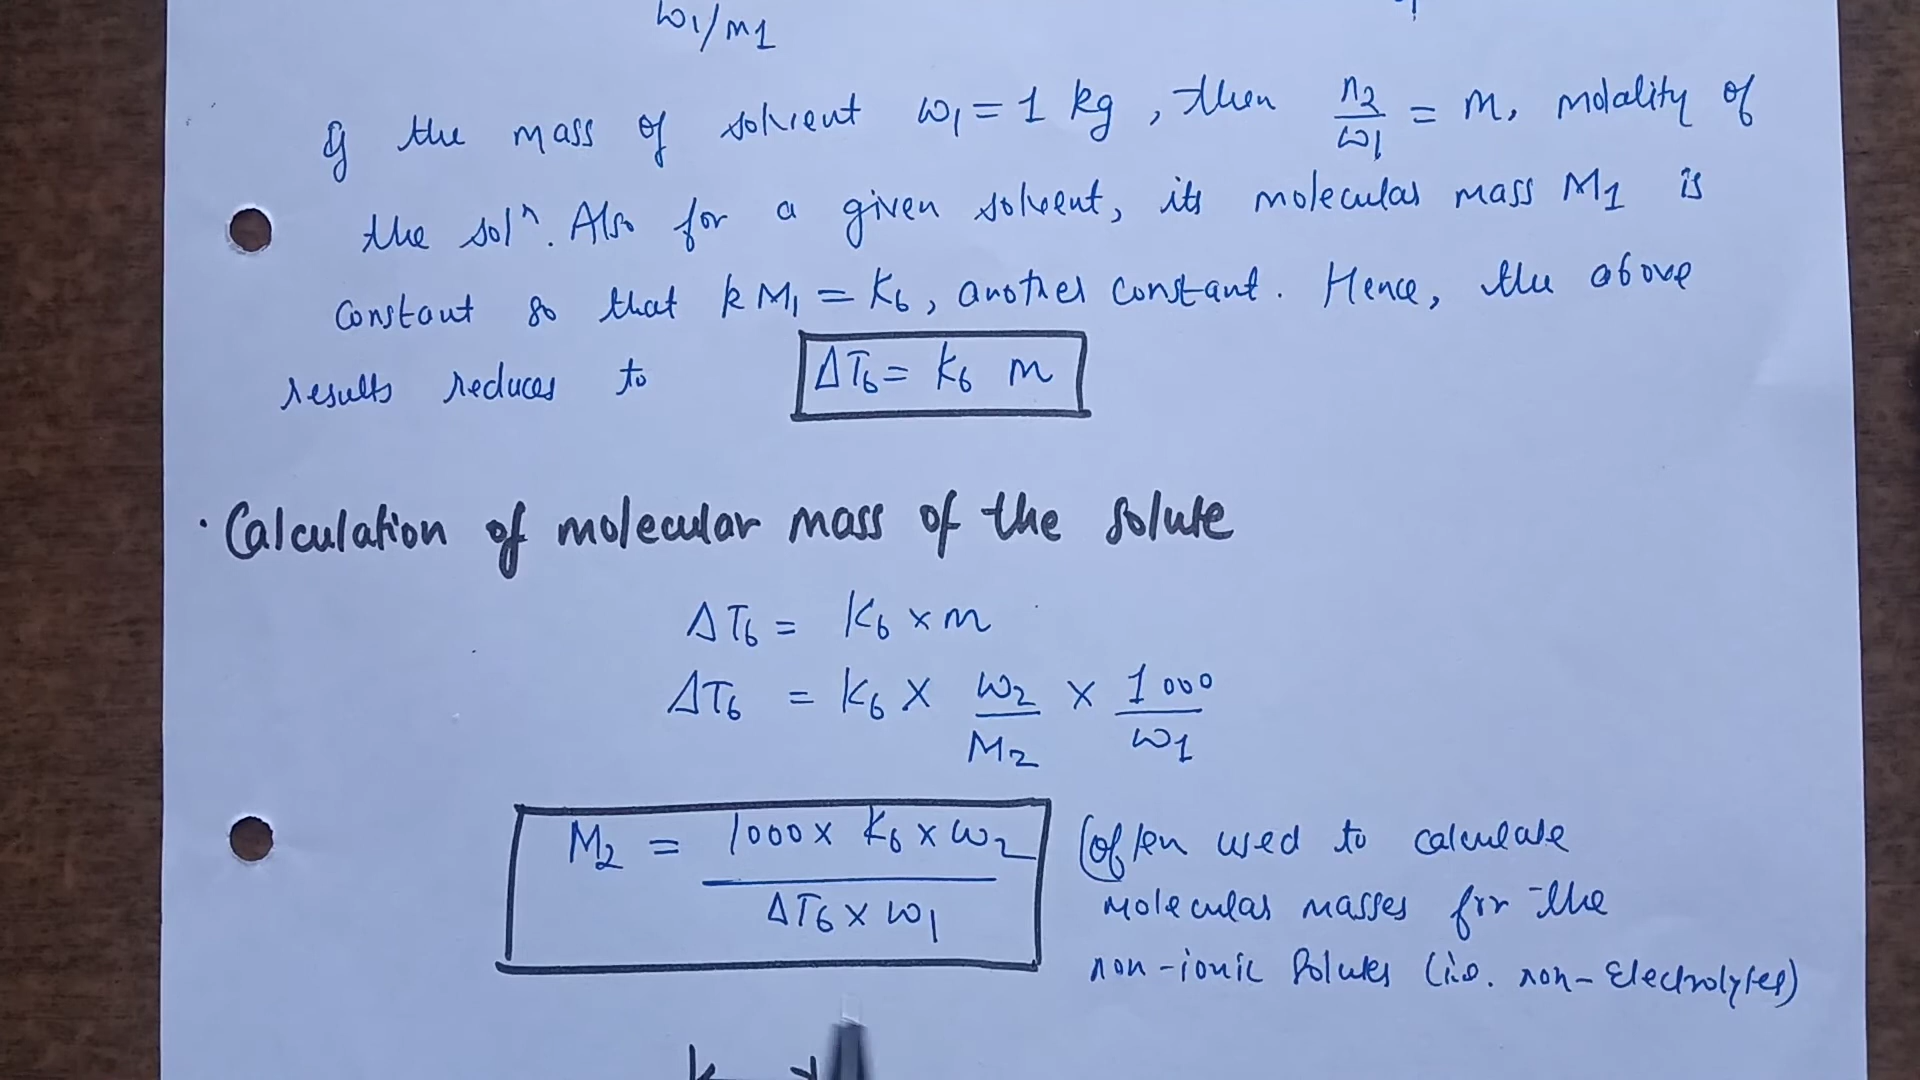 w1/m1
If the mass of solvent w1 = 1 kg, then n2/w1 = m, molality of
the solⁿ. Also for a given solvent, its molecular mass M1 is
constant so that k M1 = Kb, another constant. Hence, the above
results reduces to ΔTb = Kb m
· Calculation of molecular mass of the solute
ΔTb = Kb × m
ΔTb = Kb × w2/M2 × 1000/w1
M2 = 1000 × Kb × w2 / ΔTb × w1
(often used to calculate
molecular masses for the
non-ionic solutes (i.e. non-Electrolytes)